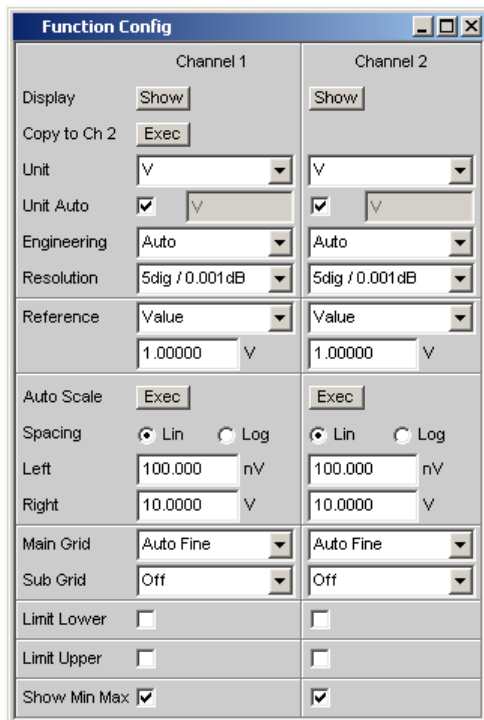 Function Config
Channel 1 Channel 2
Display Show Show
Copy to Ch 2 Exec
Unit V V
Unit Auto V V
Engineering Auto Auto
Resolution 5dig / 0.001dB 5dig / 0.001dB
Reference Value Value
1.00000 V 1.00000 V
Auto Scale Exec Exec
Spacing Lin Log Lin Log
Left 100.000 nV 100.000 nV
Right 10.0000 V 10.0000 V
Main Grid Auto Fine Auto Fine
Sub Grid Off Off
Limit Lower
Limit Upper
Show Min Max